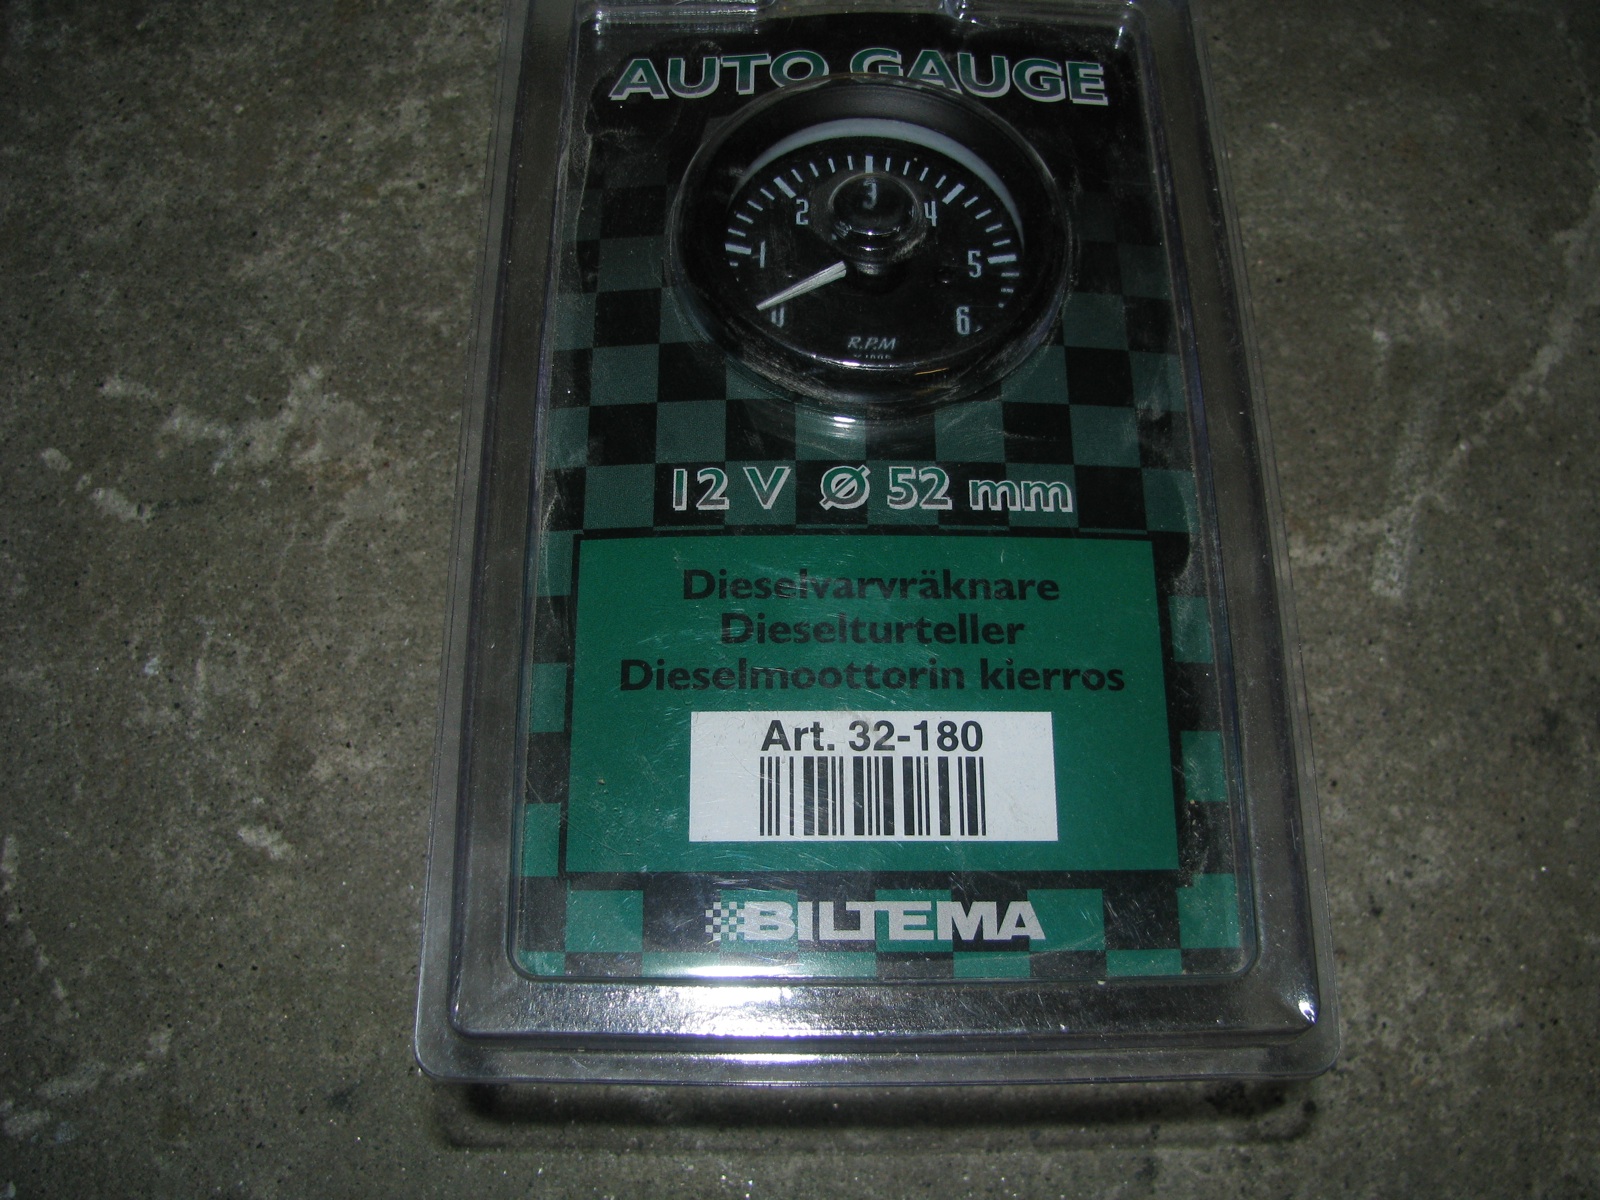 AUTO GAUGE
3
2 4
1 5
0 6
R.P.M
12 V Ø 52 mm
Dieselvarvräknare
Dieselturteller
Dieselmoottorin kierros
Art. 32-180
BILTEMA